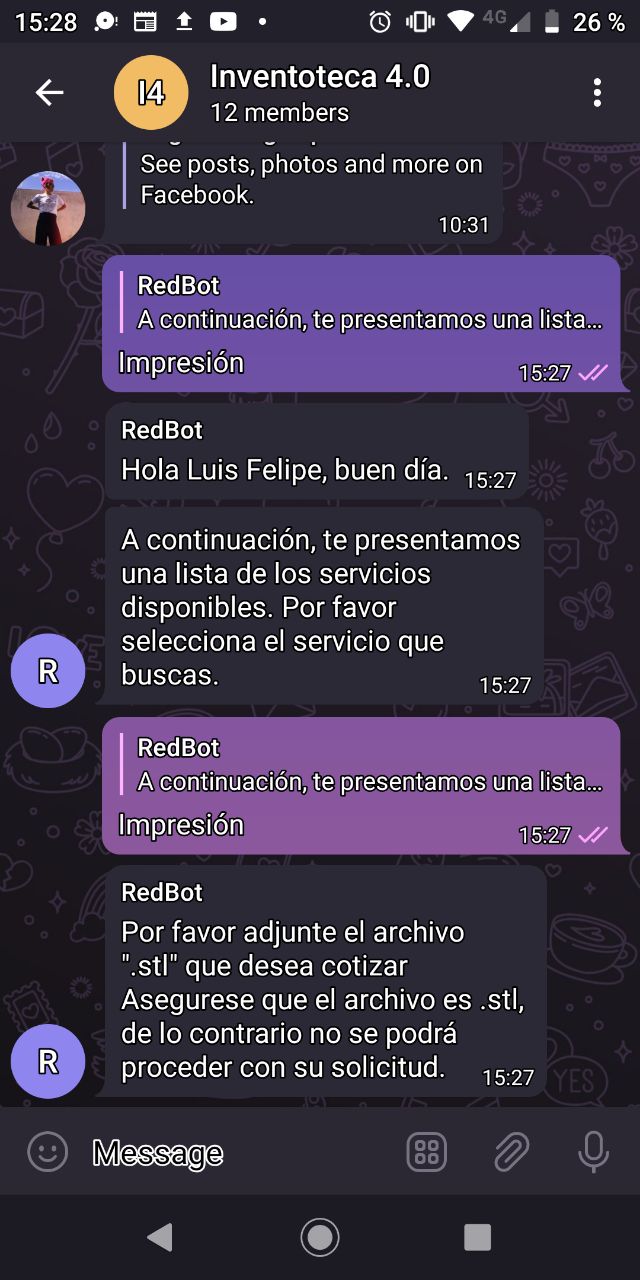 15:28
4G
26 %
I4
Inventoteca 4.0
12 members
See posts, photos and more on
Facebook.
10:31
RedBot
A continuación, te presentamos una lista...
Impresión
15:27
RedBot
Hola Luis Felipe, buen día.
15:27
A continuación, te presentamos
una lista de los servicios
disponibles. Por favor
selecciona el servicio que
buscas.
15:27
R
RedBot
A continuación, te presentamos una lista...
Impresión
15:27
RedBot
Por favor adjunte el archivo
".stl" que desea cotizar
Asegurese que el archivo es .stl,
de lo contrario no se podrá
proceder con su solicitud.
15:27
R
YES
Message